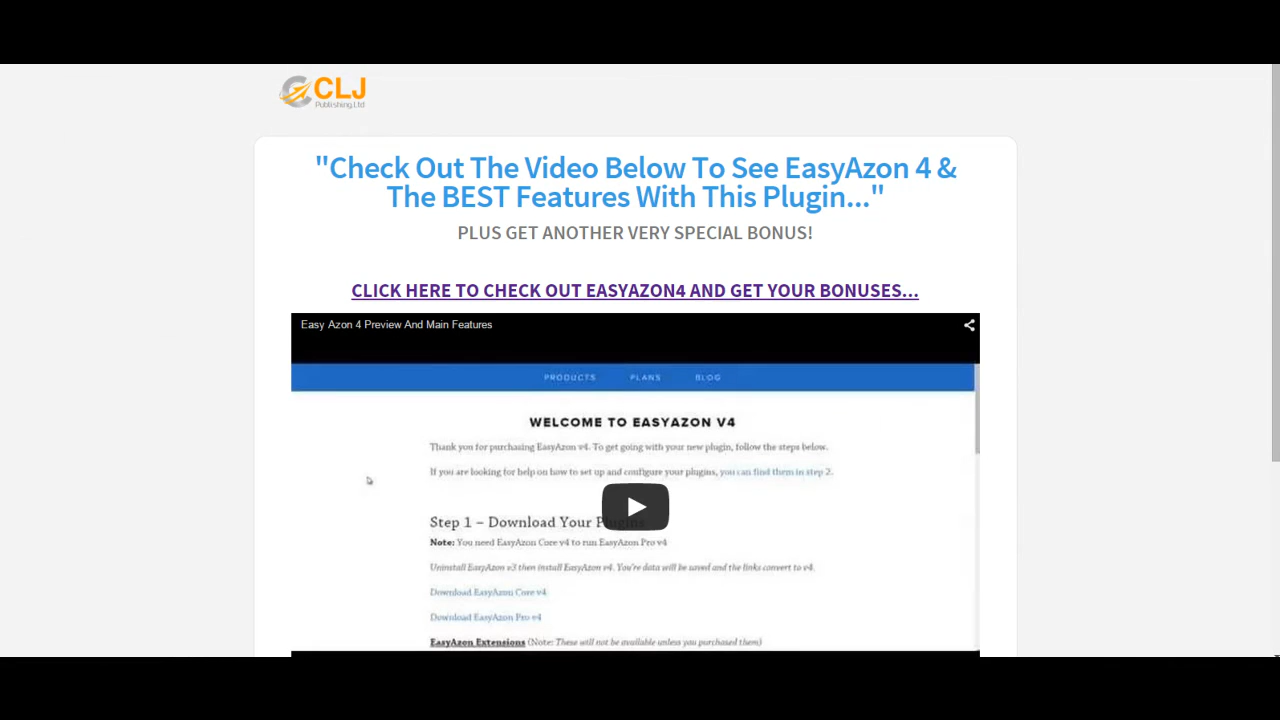 CLJ
Publishing Ltd
"Check Out The Video Below To See EasyAzon 4 &
The BEST Features With This Plugin..."
PLUS GET ANOTHER VERY SPECIAL BONUS!
CLICK HERE TO CHECK OUT EASYAZON4 AND GET YOUR BONUSES...
Easy Azon 4 Preview And Main Features
PRODUCTS PLANS BLOG
WELCOME TO EASYAZON V4
Thank you for purchasing EasyAzon v4. To get going with your new plugin, follow the steps below.
If you are looking for help on how to set up and configure your plugins, you can find them in step 2.
Step 1 – Download Your Plugins
Note: You need EasyAzon Core v4 to run EasyAzon Pro v4
Uninstall EasyAzon v3 then install EasyAzon v4. You're data will be saved and the links convert to v4.
Download EasyAzon Core v4
Download EasyAzon Pro v4
EasyAzon Extensions (Note: These will not be available unless you purchased them)